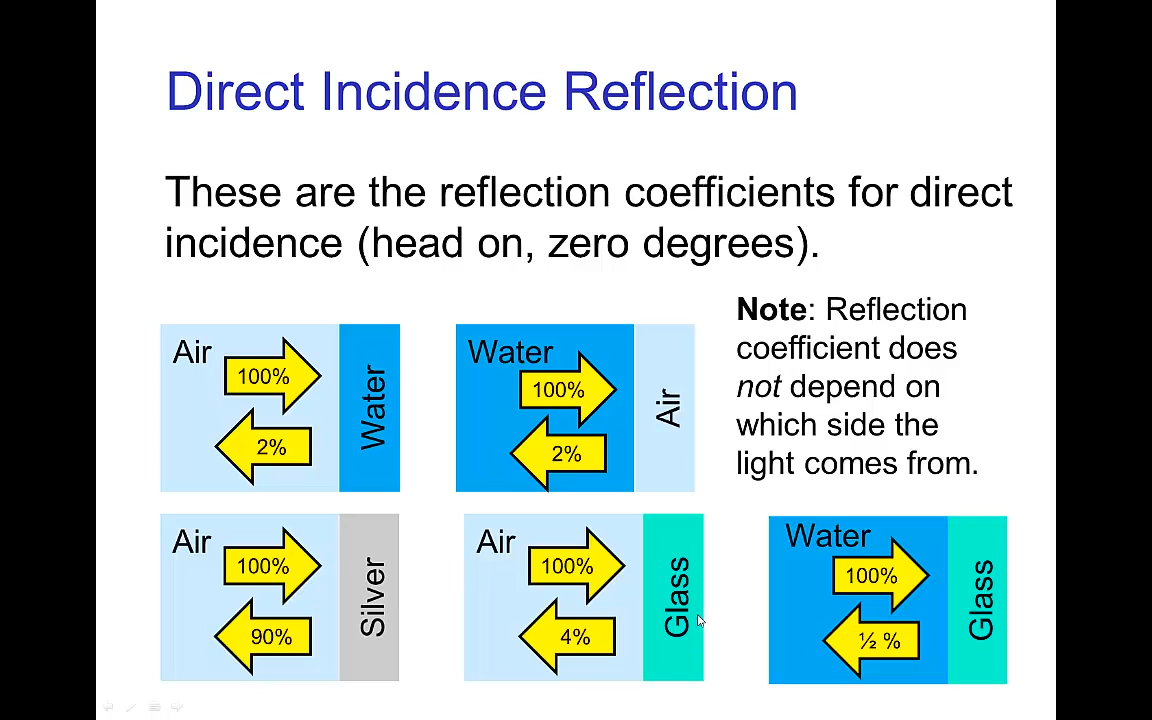 Direct Incidence Reflection
These are the reflection coefficients for direct
incidence (head on, zero degrees).
Note: Reflection
coefficient does
not depend on
which side the
light comes from.
Air
100%
2%
Water
Water
100%
2%
Air
Air
100%
90%
Silver
Air
100%
4%
Glass
Water
100%
½ %
Glass